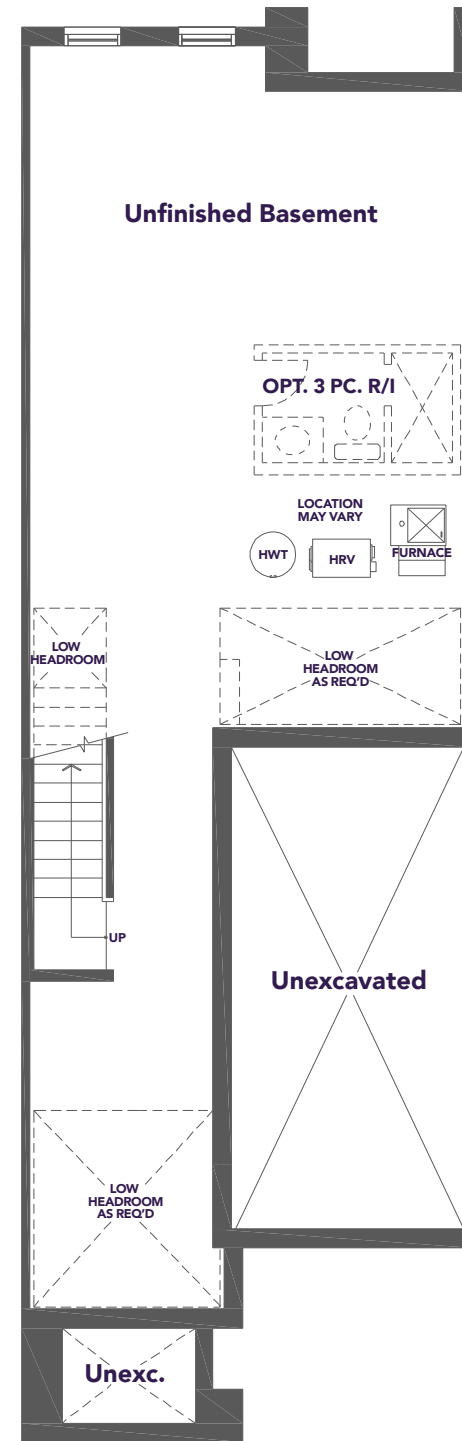 Unfinished Basement
OPT. 3 PC. R/I
LOCATION
MAY VARY
HWT
HRV
FURNACE
LOW
HEADROOM
LOW
HEADROOM
AS REQ'D
UP
Unexcavated
LOW
HEADROOM
AS REQ'D
Unexc.